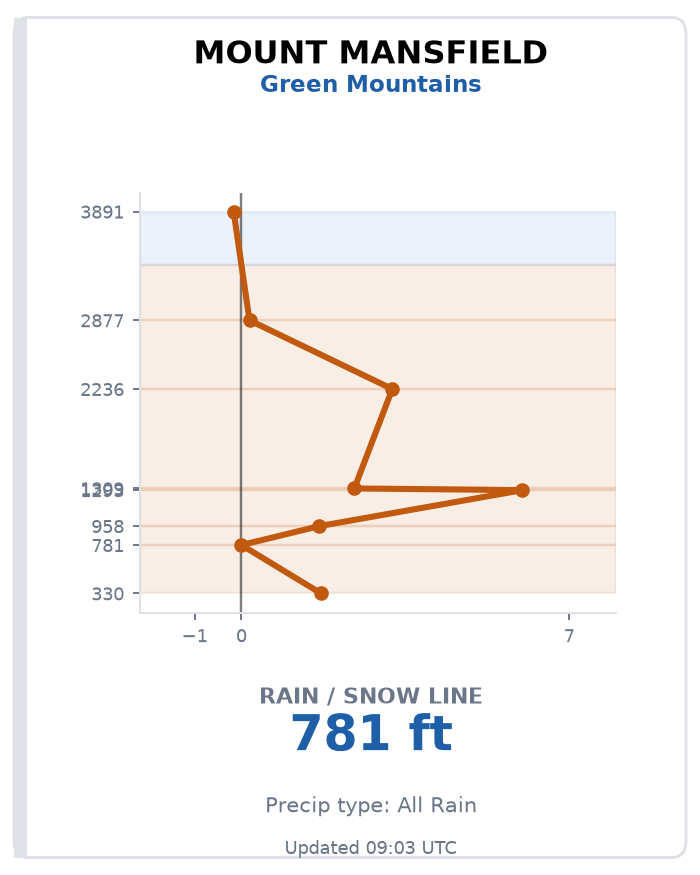 MOUNT MANSFIELD
Green Mountains
3891
2877
2236
958
781
330
−1 0 7
RAIN / SNOW LINE
781 ft
Precip type: All Rain
Updated 09:03 UTC